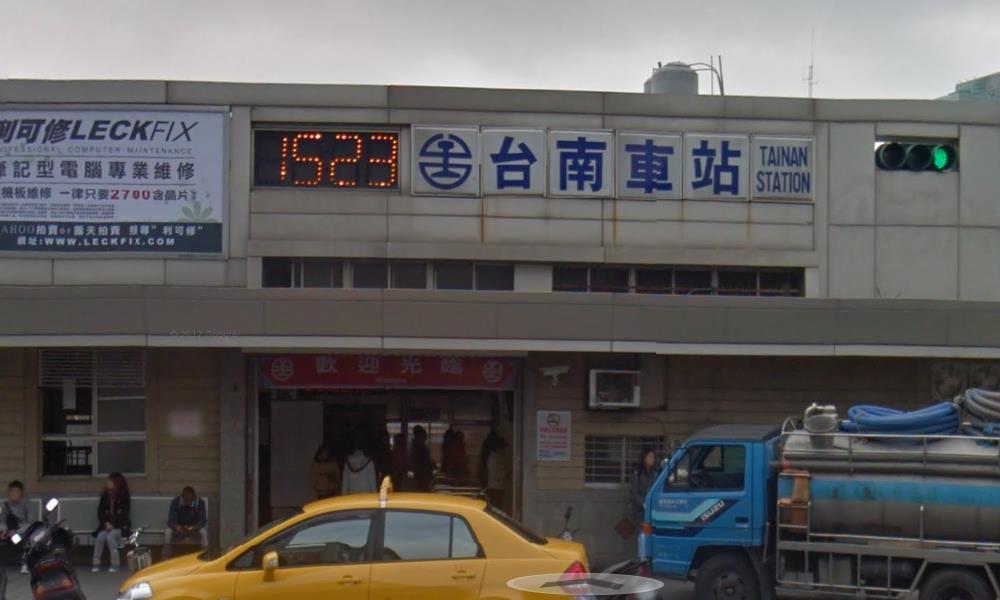 利可修LECKFIX
PROFESSIONAL COMPUTER MAINTENANCE
筆記型電腦專業維修
機板維修 一律只要2700含晶片
YAHOO拍賣or露天拍賣 搜尋"利可修"
網址:WWW.LECKFIX.COM
1523
台南車站
TAINAN
STATION
歡迎光臨
ISUZU